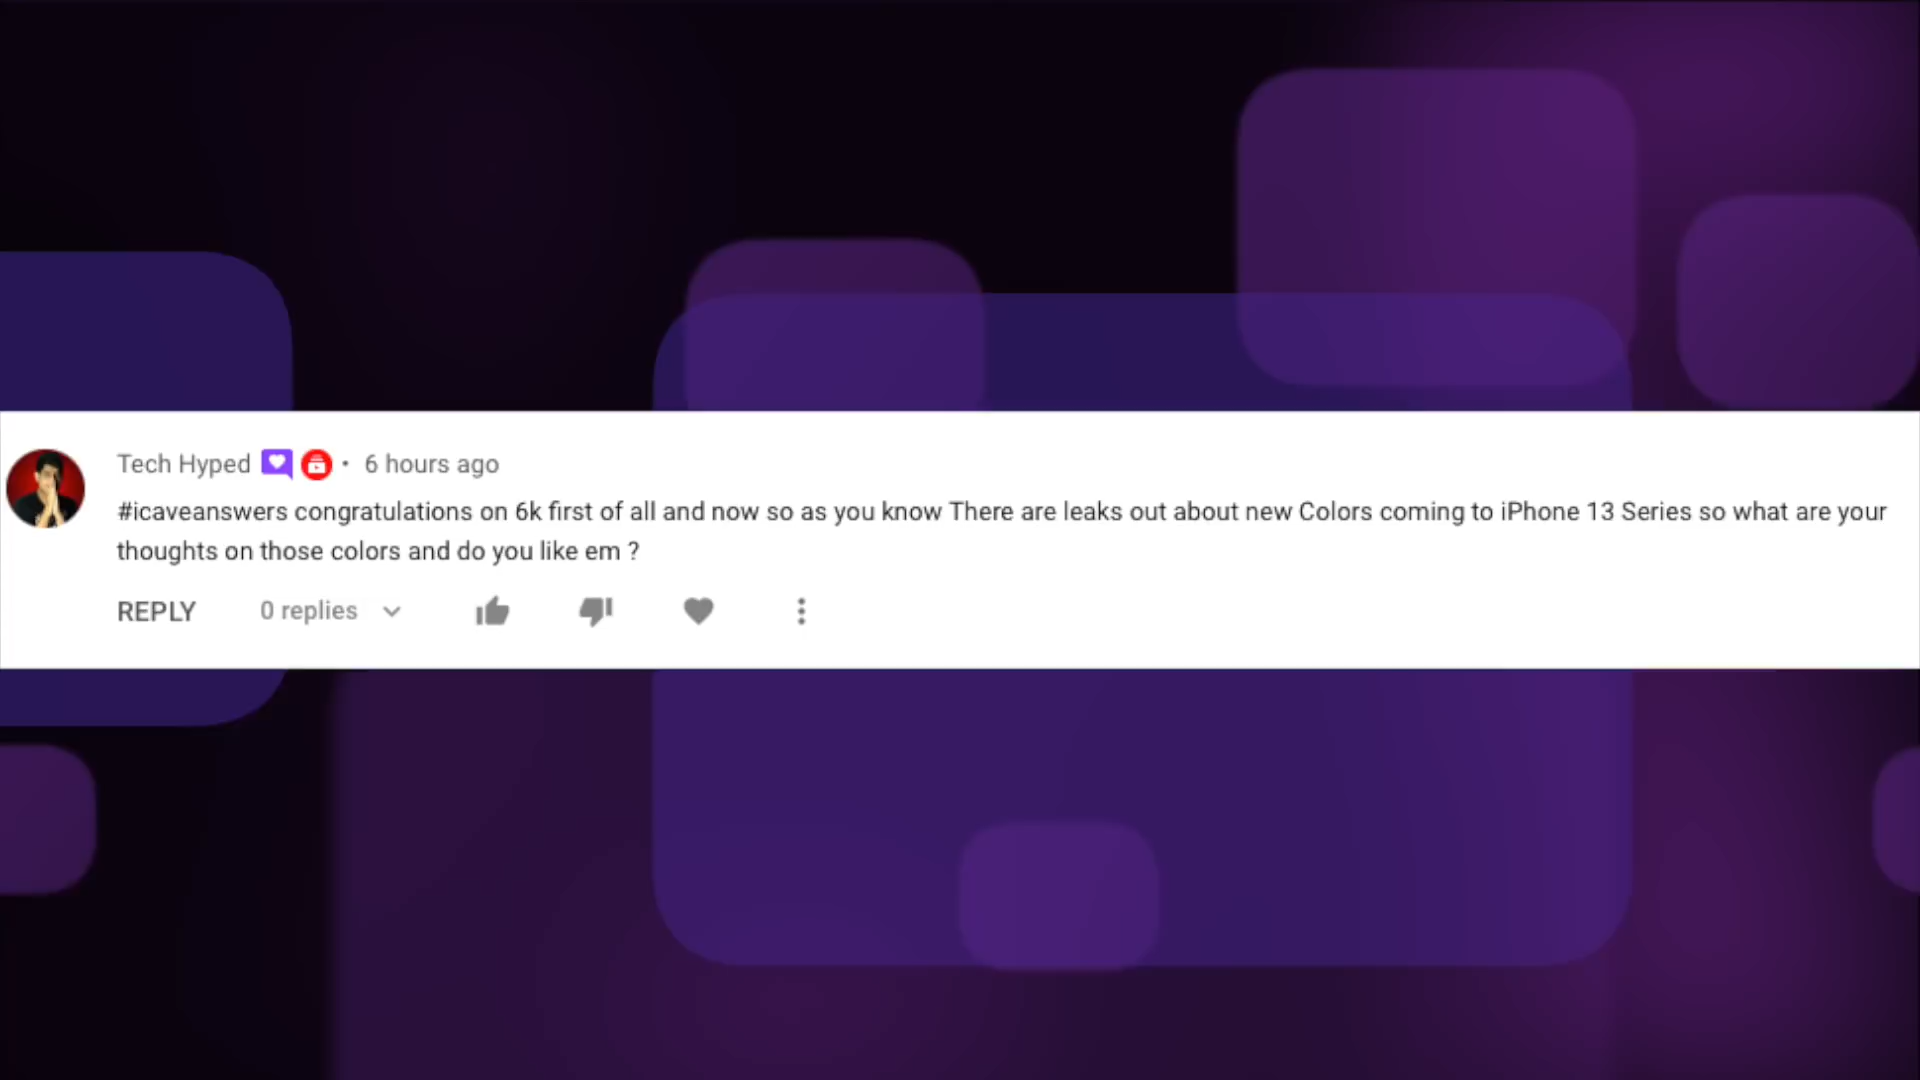 Tech Hyped • 6 hours ago
#icaveanswers congratulations on 6k first of all and now so as you know There are leaks out about new Colors coming to iPhone 13 Series so what are your
thoughts on those colors and do you like em ?
REPLY 0 replies